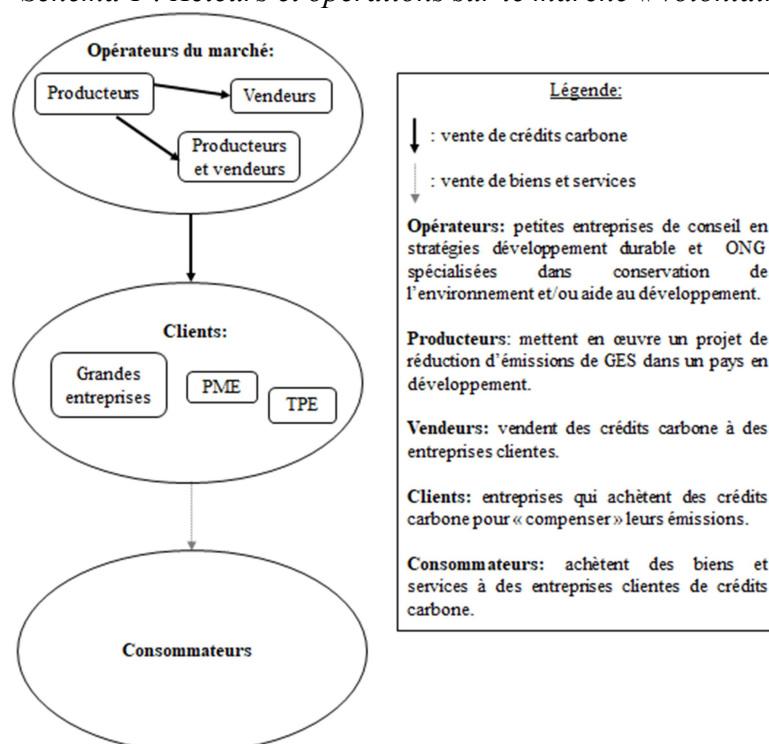 Schéma 1 : Acteurs et opérations sur le marché « volontai
Opérateurs du marché:
Producteurs
Vendeurs
Producteurs
et vendeurs
Clients:
Grandes
entreprises
PME
TPE
Consommateurs
Légende:
: vente de crédits carbone
: vente de biens et services
Opérateurs: petites entreprises de conseil en
stratégies développement durable et ONG
spécialisées dans conservation de
l’environnement et/ou aide au développement.
Producteurs: mettent en œuvre un projet de
réduction d’émissions de GES dans un pays en
développement.
Vendeurs: vendent des crédits carbone à des
entreprises clientes.
Clients: entreprises qui achètent des crédits
carbone pour « compenser » leurs émissions.
Consommateurs: achètent des biens et
services à des entreprises clientes de crédits
carbone.